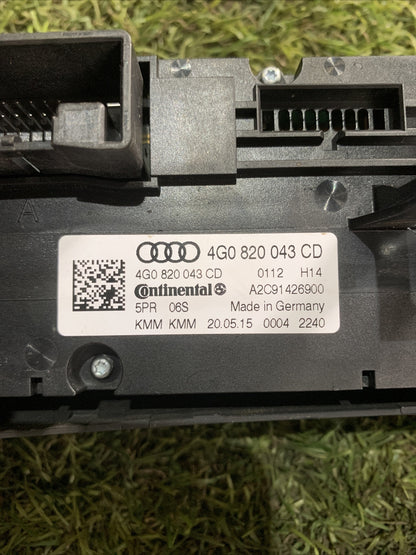 A
4G0 820 043 CD
4G0 820 043 CD 0112 H14
Continental A2C91426900
5PR 06S Made in Germany
KMM KMM 20.05.15 0004 2240